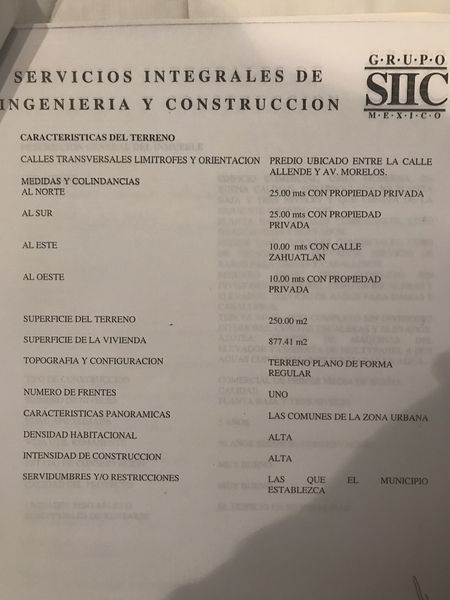 G·R·U·P·O
SIIC
M·E·X·I·C·O
SERVICIOS INTEGRALES DE
INGENIERIA Y CONSTRUCCION
CARACTERISTICAS DEL TERRENO
CALLES TRANSVERSALES LIMITROFES Y ORIENTACION PREDIO UBICADO ENTRE LA CALLE
ALLENDE Y AV. MORELOS.
MEDIDAS Y COLINDANCIAS
AL NORTE 25.00 mts CON PROPIEDAD PRIVADA
AL SUR 25.00 mts CON PROPIEDAD
PRIVADA
AL ESTE 10.00 mts CON CALLE
ZAHUATLAN
AL OESTE 10.00 mts CON PROPIEDAD
PRIVADA
SUPERFICIE DEL TERRENO 250.00 m2
SUPERFICIE DE LA VIVIENDA 877.41 m2
TOPOGRAFIA Y CONFIGURACION TERRENO PLANO DE FORMA
REGULAR
NUMERO DE FRENTES UNO
CARACTERISTICAS PANORAMICAS LAS COMUNES DE LA ZONA URBANA
DENSIDAD HABITACIONAL ALTA
INTENSIDAD DE CONSTRUCCION ALTA
SERVIDUMBRES Y/O RESTRICCIONES LAS QUE EL MUNICIPIO
ESTABLEZCA